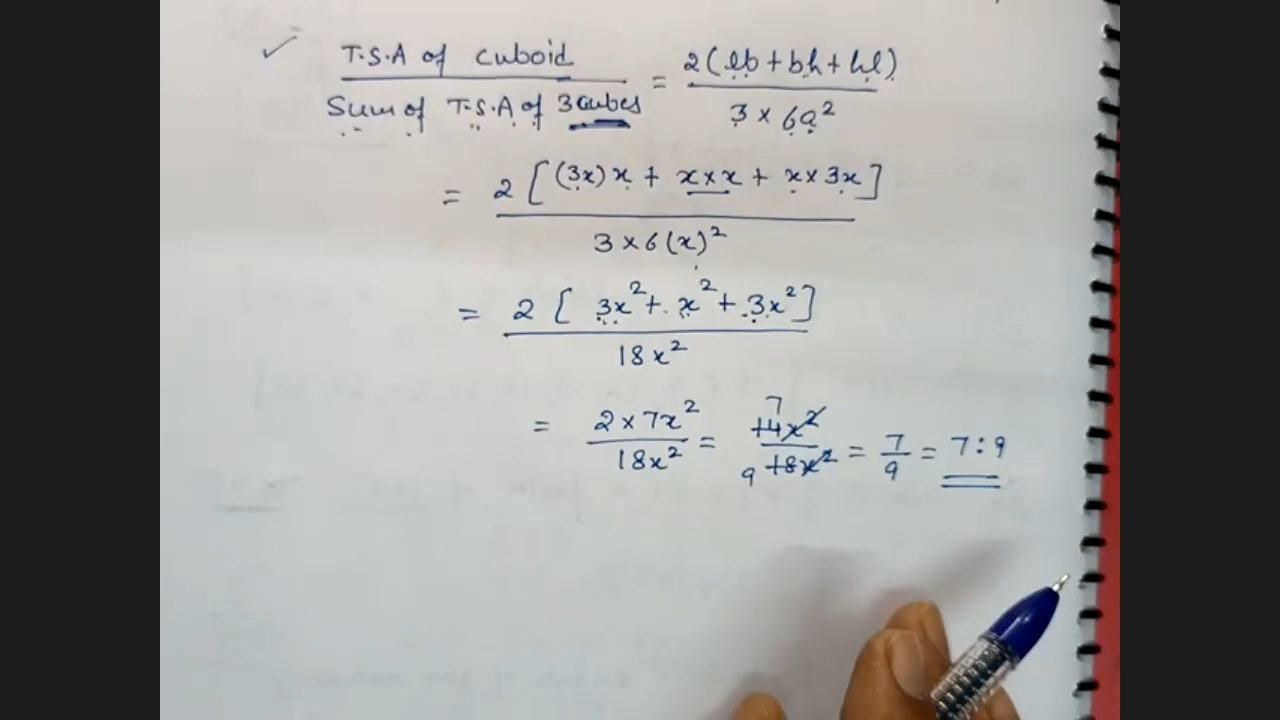 ✓ T.S.A of cuboid / Sum of T.S.A of 3 cubes = 2(lb + bh + hl) / 3 × 6a²
= 2 [(3x)x + x × x + x × 3x] / 3 × 6(x)²
= 2 [3x² + x² + 3x²] / 18x²
= 2 × 7x² / 18x² = 7 14x² / 9 18x² = 7/9 = 7:9